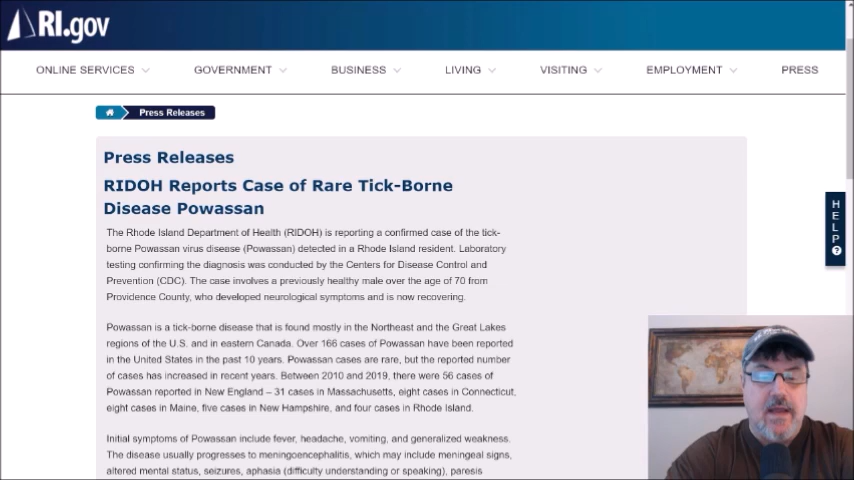 RI.gov
ONLINE SERVICES GOVERNMENT BUSINESS LIVING VISITING EMPLOYMENT PRESS
Press Releases
Press Releases
RIDOH Reports Case of Rare Tick-Borne
Disease Powassan
The Rhode Island Department of Health (RIDOH) is reporting a confirmed case of the tick-
borne Powassan virus disease (Powassan) detected in a Rhode Island resident. Laboratory
testing confirming the diagnosis was conducted by the Centers for Disease Control and
Prevention (CDC). The case involves a previously healthy male over the age of 70 from
Providence County, who developed neurological symptoms and is now recovering.
Powassan is a tick-borne disease that is found mostly in the Northeast and the Great Lakes
regions of the U.S. and in eastern Canada. Over 166 cases of Powassan have been reported
in the United States in the past 10 years. Powassan cases are rare, but the reported number
of cases has increased in recent years. Between 2010 and 2019, there were 56 cases of
Powassan reported in New England – 31 cases in Massachusetts, eight cases in Connecticut,
eight cases in Maine, five cases in New Hampshire, and four cases in Rhode Island.
Initial symptoms of Powassan include fever, headache, vomiting, and generalized weakness.
The disease usually progresses to meningoencephalitis, which may include meningeal signs,
altered mental status, seizures, aphasia (difficulty understanding or speaking), paresis
HELP